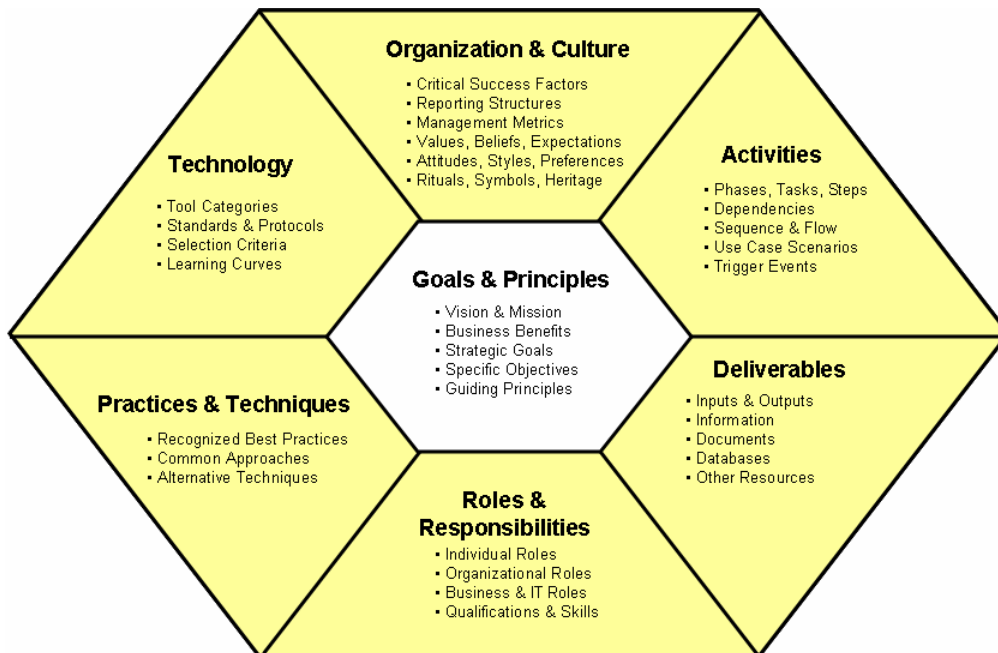 Organization & Culture
▪ Critical Success Factors
▪ Reporting Structures
▪ Management Metrics
▪ Values, Beliefs, Expectations
▪ Attitudes, Styles, Preferences
▪ Rituals, Symbols, Heritage
Technology
▪ Tool Categories
▪ Standards & Protocols
▪ Selection Criteria
▪ Learning Curves
Activities
▪ Phases, Tasks, Steps
▪ Dependencies
▪ Sequence & Flow
▪ Use Case Scenarios
▪ Trigger Events
Goals & Principles
▪ Vision & Mission
▪ Business Benefits
▪ Strategic Goals
▪ Specific Objectives
▪ Guiding Principles
Practices & Techniques
▪ Recognized Best Practices
▪ Common Approaches
▪ Alternative Techniques
Deliverables
▪ Inputs & Outputs
▪ Information
▪ Documents
▪ Databases
▪ Other Resources
Roles &
Responsibilities
▪ Individual Roles
▪ Organizational Roles
▪ Business & IT Roles
▪ Qualifications & Skills